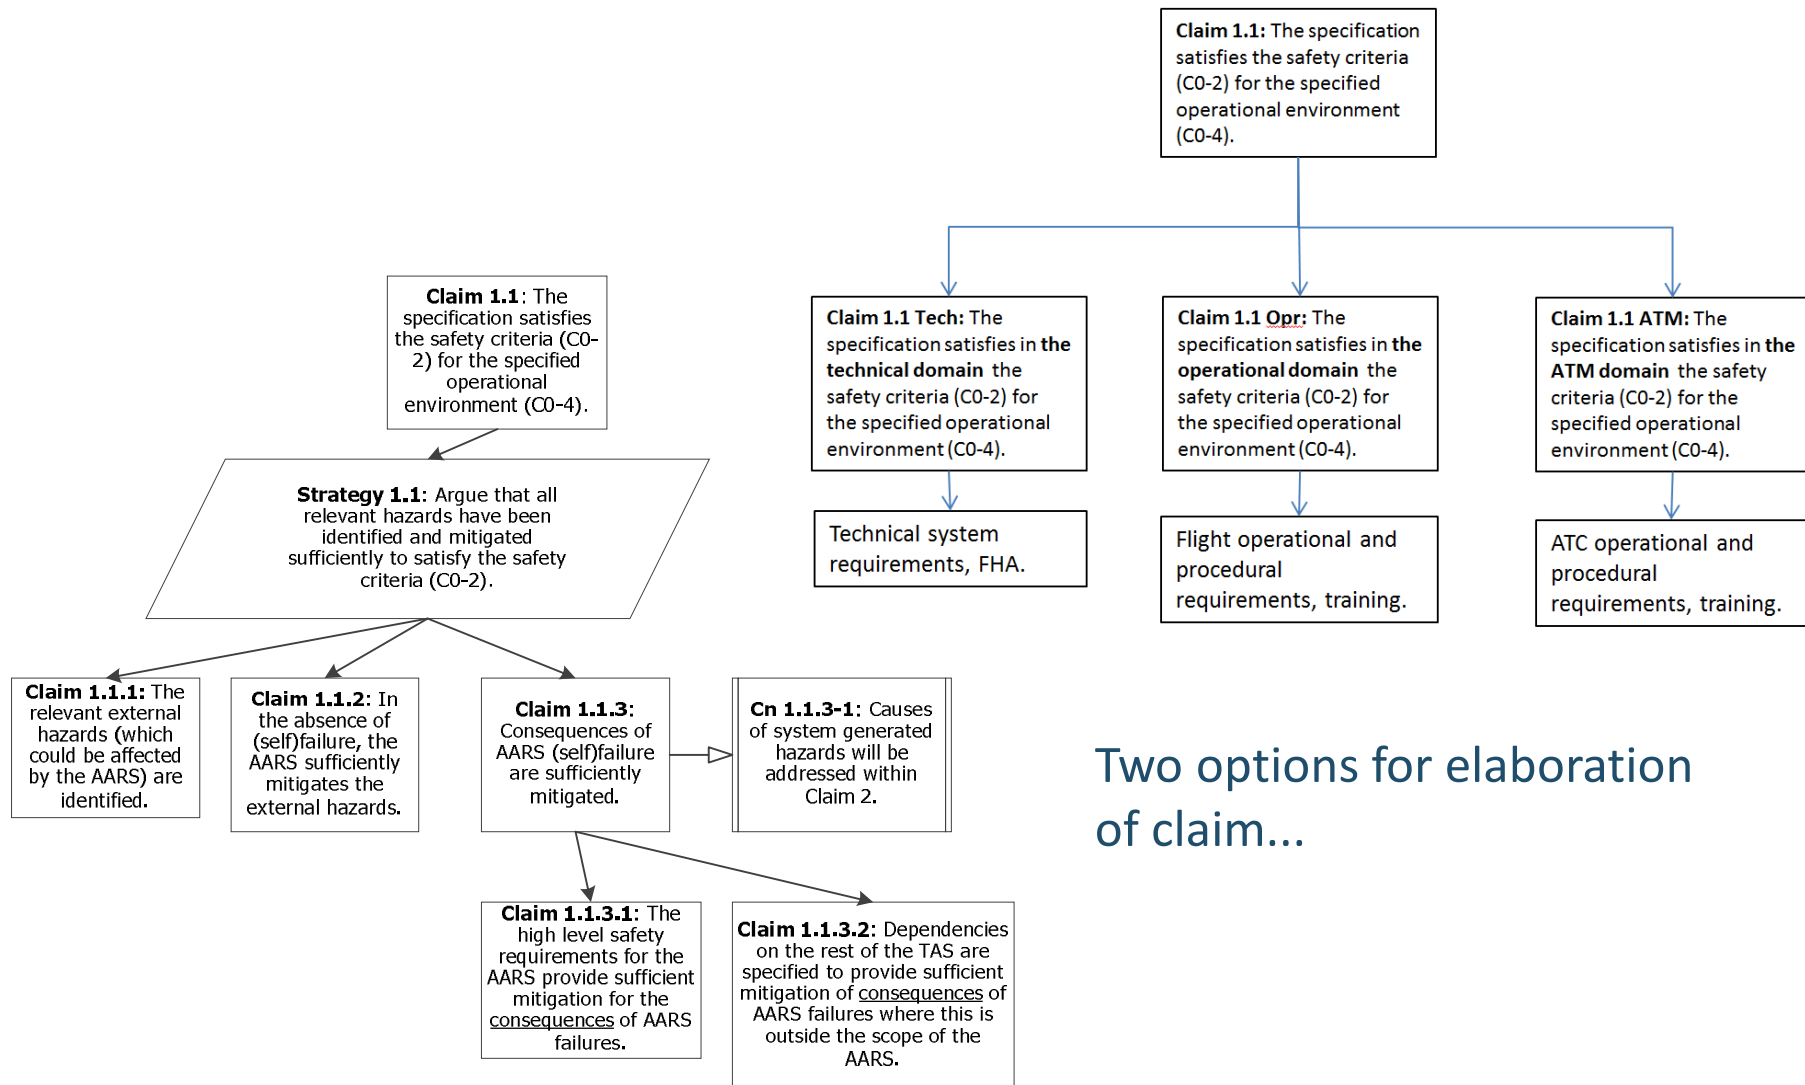 Claim 1.1: The specification
satisfies the safety criteria
(C0-2) for the specified
operational environment
(C0-4).
Claim 1.1 Tech: The
specification satisfies in the
technical domain the
safety criteria (C0-2) for
the specified operational
environment (C0-4).
Claim 1.1 Opr: The
specification satisfies in
the operational domain the
safety criteria (C0-2) for
the specified operational
environment (C0-4).
Claim 1.1 ATM: The
specification satisfies in the
ATM domain the safety
criteria (C0-2) for the
specified operational
environment (C0-4).
Technical system
requirements, FHA.
Flight operational and
procedural
requirements, training.
ATC operational and
procedural
requirements, training.
Claim 1.1: The
specification satisfies
the safety criteria (C0-
2) for the specified
operational
environment (C0-4).
Strategy 1.1: Argue that all
relevant hazards have been
identified and mitigated
sufficiently to satisfy the safety
criteria (C0-2).
Claim 1.1.1: The
relevant external
hazards (which
could be affected
by the AARS) are
identified.
Claim 1.1.2: In
the absence of
(self)failure, the
AARS sufficiently
mitigates the
external hazards.
Claim 1.1.3:
Consequences of
AARS (self)failure
are sufficiently
mitigated.
Cn 1.1.3-1: Causes
of system generated
hazards will be
addressed within
Claim 2.
Claim 1.1.3.1: The
high level safety
requirements for the
AARS provide sufficient
mitigation for the
consequences of AARS
failures.
Claim 1.1.3.2: Dependencies
on the rest of the TAS are
specified to provide sufficient
mitigation of consequences of
AARS failures where this is
outside the scope of the
AARS.
Two options for elaboration
of claim...